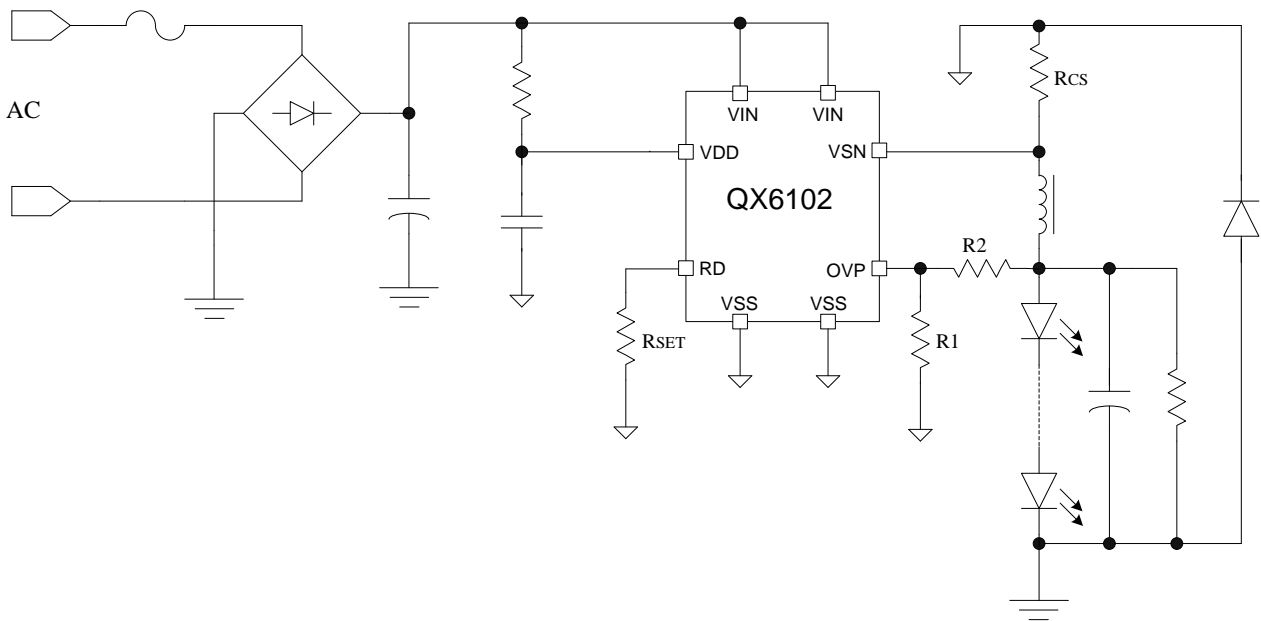 AC
VIN
VIN
VDD
VSN
QX6102
RD
OVP
VSS
VSS
RSET
R1
R2
RCS